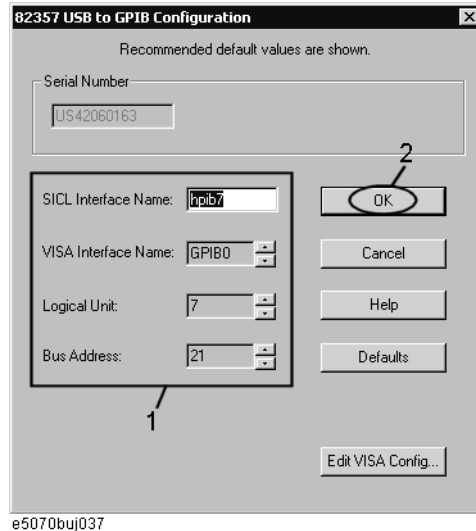 82357 USB to GPIB Configuration
Recommended default values are shown.
Serial Number
US42060163
2
SICL Interface Name: hpib7 OK
VISA Interface Name: GPIB0 Cancel
Logical Unit: 7 Help
Bus Address: 21 Defaults
1
Edit VISA Config...
e5070buj037